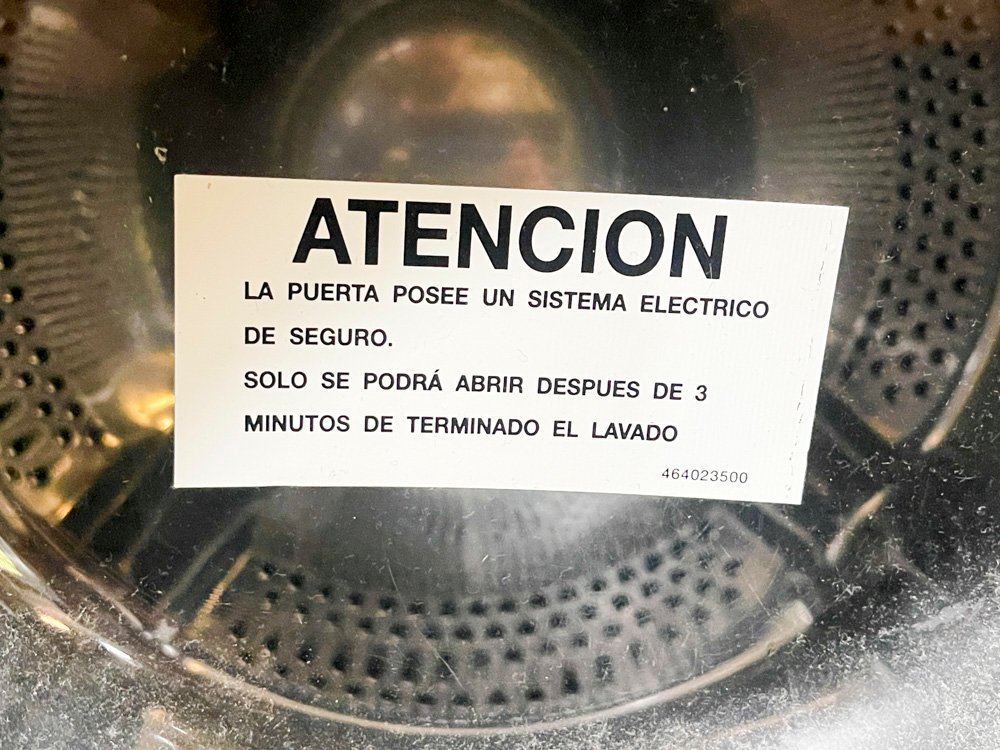 ATENCION
LA PUERTA POSEE UN SISTEMA ELECTRICO
DE SEGURO.
SOLO SE PODRÁ ABRIR DESPUES DE 3
MINUTOS DE TERMINADO EL LAVADO
464023500